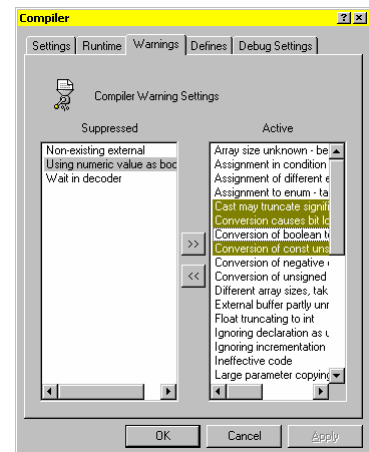 Compiler
Settings Runtime Warnings Defines Debug Settings
Compiler Warning Settings
Suppressed
Non-existing external
Using numeric value as boo
Wait in decoder
>>
<<
Active
Array size unknown - be
Assignment in condition
Assignment of different e
Assignment to enum - ta
Cast may truncate signifi
Conversion causes bit lo
Conversion of boolean to
Conversion of const uns
Conversion of negative
Conversion of unsigned
Different array sizes, tak
External buffer partly unr
Float truncating to int
Ignoring declaration as u
Ignoring incrementation
Ineffective code
Large parameter copying
OK Cancel Apply